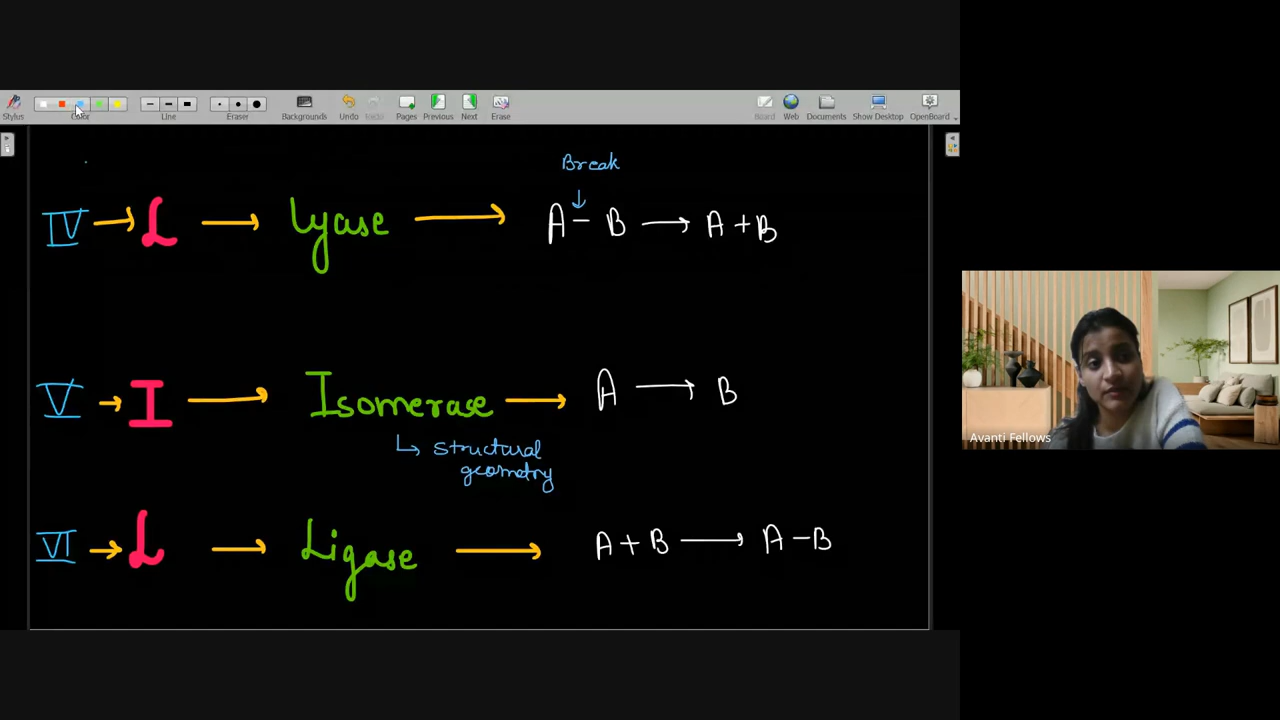 Stylus
Color
Line
Eraser
Backgrounds
Undo
Redo
Pages
Previous
Next
Erase
Board
Web
Documents
Show Desktop
OpenBoard
Break
IV → L → Lyase → A - B → A + B
V → I → Isomerase → A → B
structural
geometry
VI → L → Ligase → A + B → A - B
Avanti Fellows